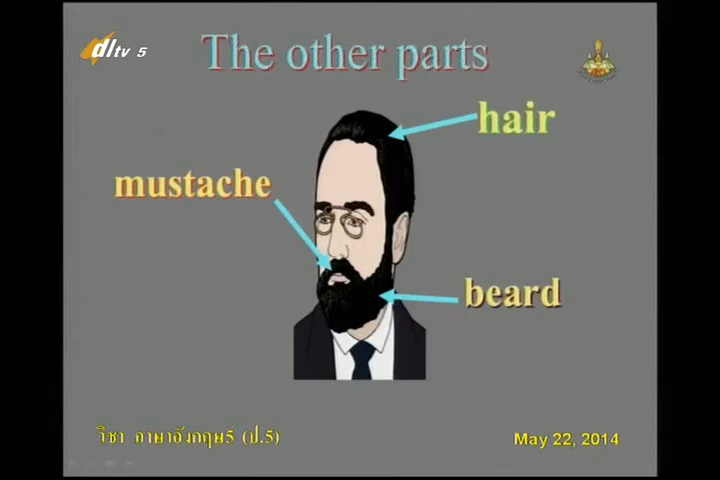 dltv 5
The other parts
hair
mustache
beard
วิชา ภาษาอังกฤษ5 (ป.5)
May 22, 2014